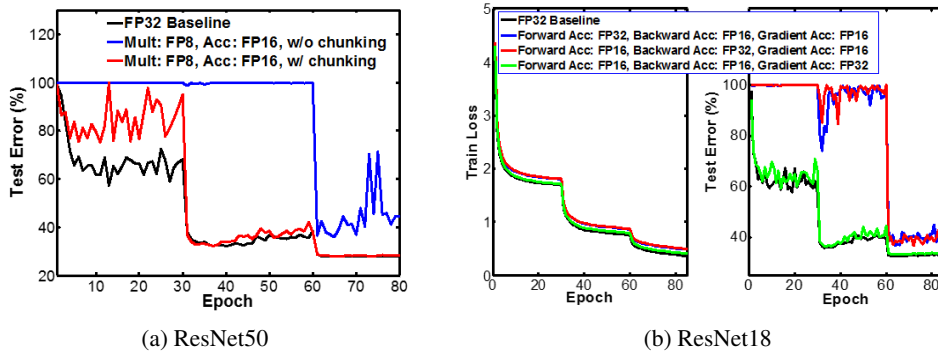 FP32 Baseline
Mult: FP8, Acc: FP16, w/o chunking
Mult: FP8, Acc: FP16, w/ chunking
120
100
80
60
40
20
Test Error (%)
10 20 30 40 50 60 70 80
Epoch
(a) ResNet50
FP32 Baseline
Forward Acc: FP32, Backward Acc: FP16, Gradient Acc: FP16
Forward Acc: FP16, Backward Acc: FP32, Gradient Acc: FP16
Forward Acc: FP16, Backward Acc: FP16, Gradient Acc: FP32
5
4
3
2
1
0
Train Loss
0 20 40 60 80
Epoch
100
80
60
40
Test Error (%)
0 20 40 60 80
Epoch
(b) ResNet18